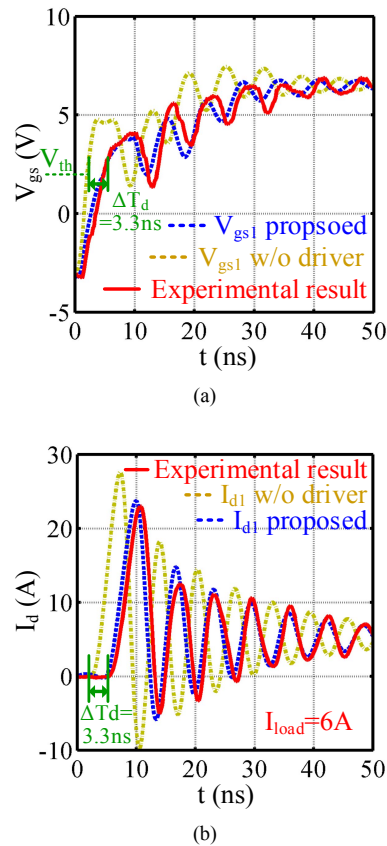 10
5
V_th
0
-5
V_gs (V)
ΔT_d
=3.3ns
V_gs1 propsoed
V_gs1 w/o driver
Experimental result
0 10 20 30 40 50
t (ns)
(a)
30
20
10
0
-10
I_d (A)
Experimental result
I_d1 w/o driver
I_d1 proposed
ΔTd=
3.3ns
I_load=6A
0 10 20 30 40 50
t (ns)
(b)